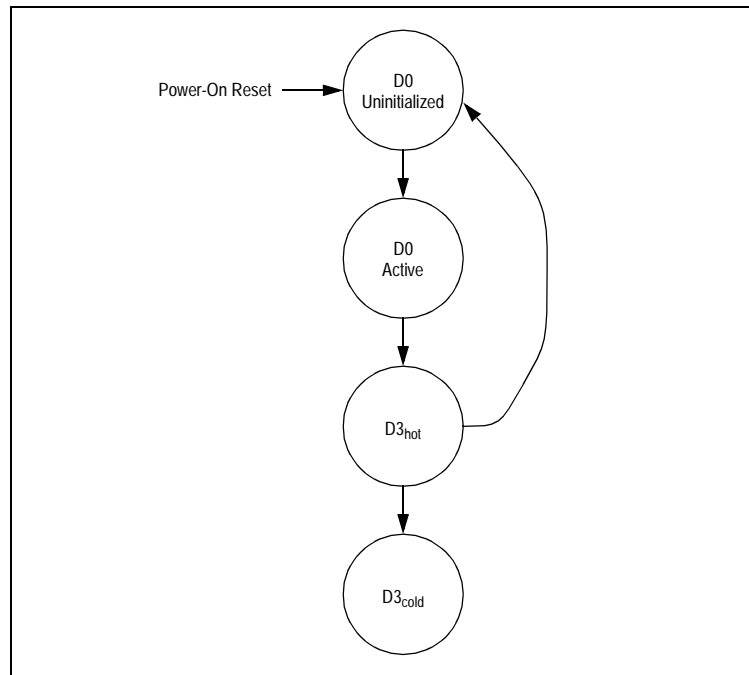 Power-On Reset
D0
Uninitialized
D0
Active
D3hot
D3cold